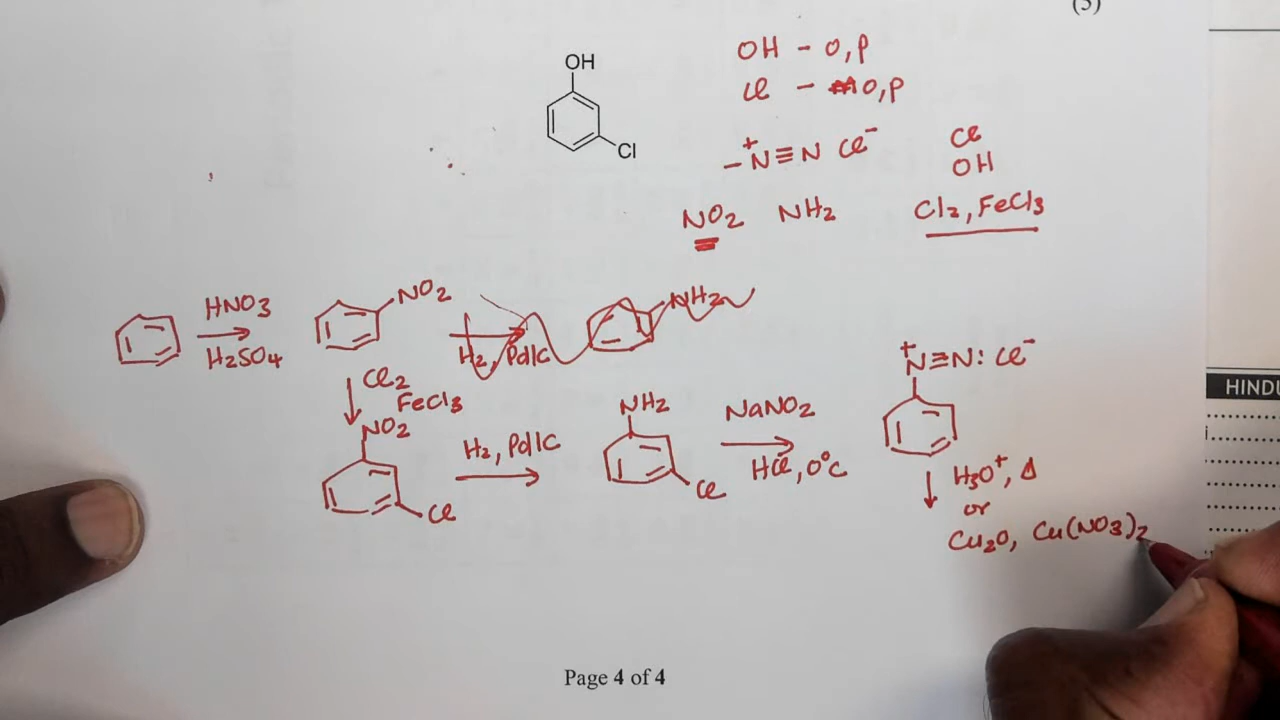 (5)
OH
Cl
OH - O,P
Cl - O,P
-N⁺≡N Cl⁻
Cl
OH
NO₂ NH₂
Cl₂, FeCl₃
HNO₃
H₂SO₄
NO₂
H₂, Pd/C
NH₂
Cl₂
FeCl₃
NO₂
Cl
H₂, Pd/C
NH₂
Cl
NaNO₂
HCl, 0°C
N⁺≡N: Cl⁻
H₃O⁺, Δ
or
Cu₂O, Cu(NO₃)₂
HINDU
Page 4 of 4